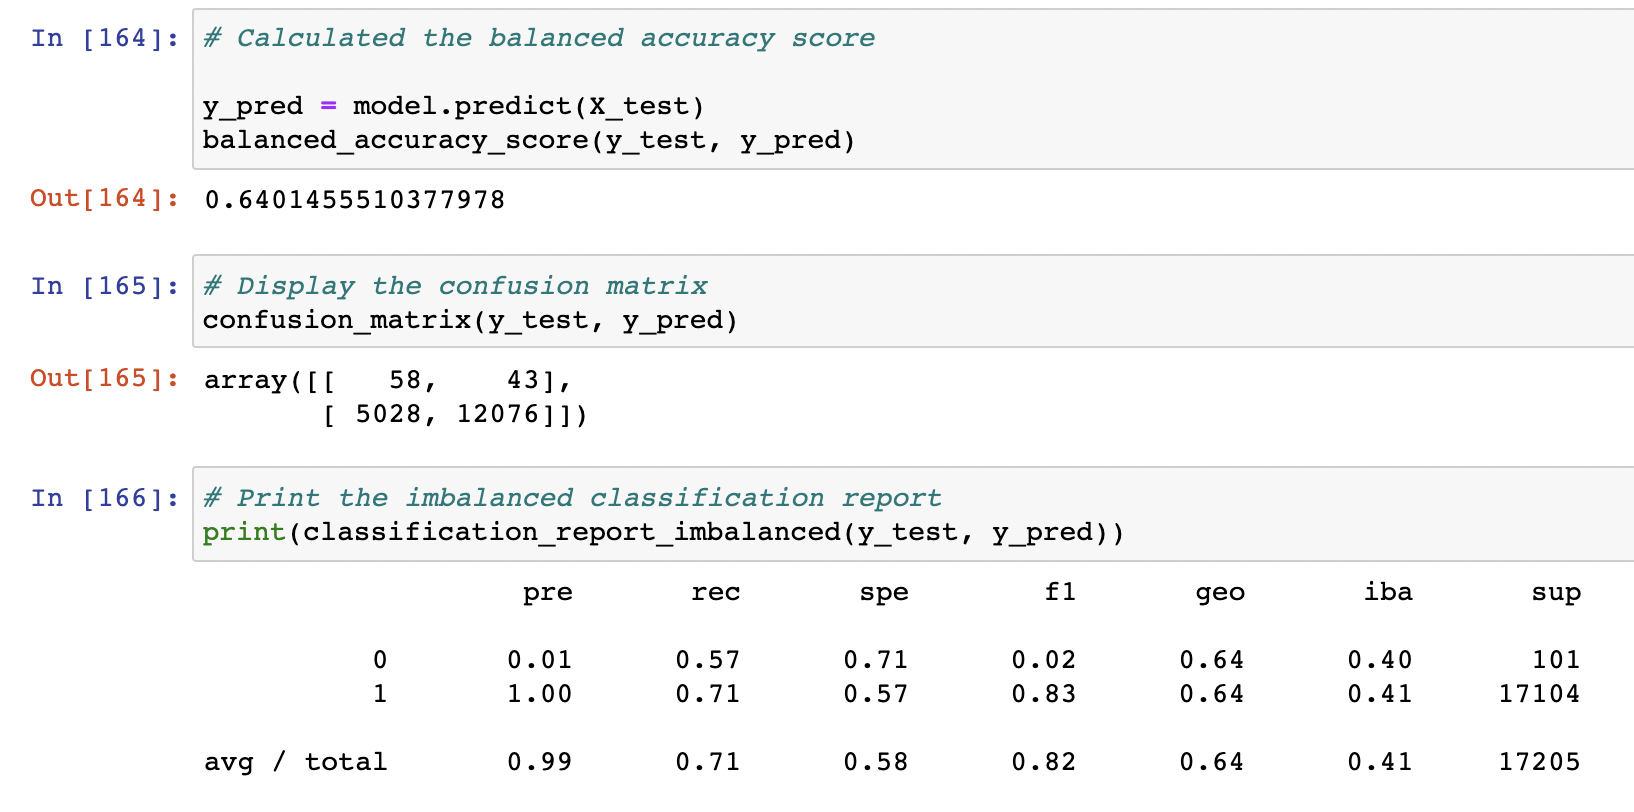 In [164]: # Calculated the balanced accuracy score
y_pred = model.predict(X_test)
balanced_accuracy_score(y_test, y_pred)
Out[164]: 0.6401455510377978
In [165]: # Display the confusion matrix
confusion_matrix(y_test, y_pred)
Out[165]: array([[   58,    43],
       [ 5028, 12076]])
In [166]: # Print the imbalanced classification report
print(classification_report_imbalanced(y_test, y_pred))
pre rec spe f1 geo iba sup
0 0.01 0.57 0.71 0.02 0.64 0.40 101
1 1.00 0.71 0.57 0.83 0.64 0.41 17104
avg / total 0.99 0.71 0.58 0.82 0.64 0.41 17205